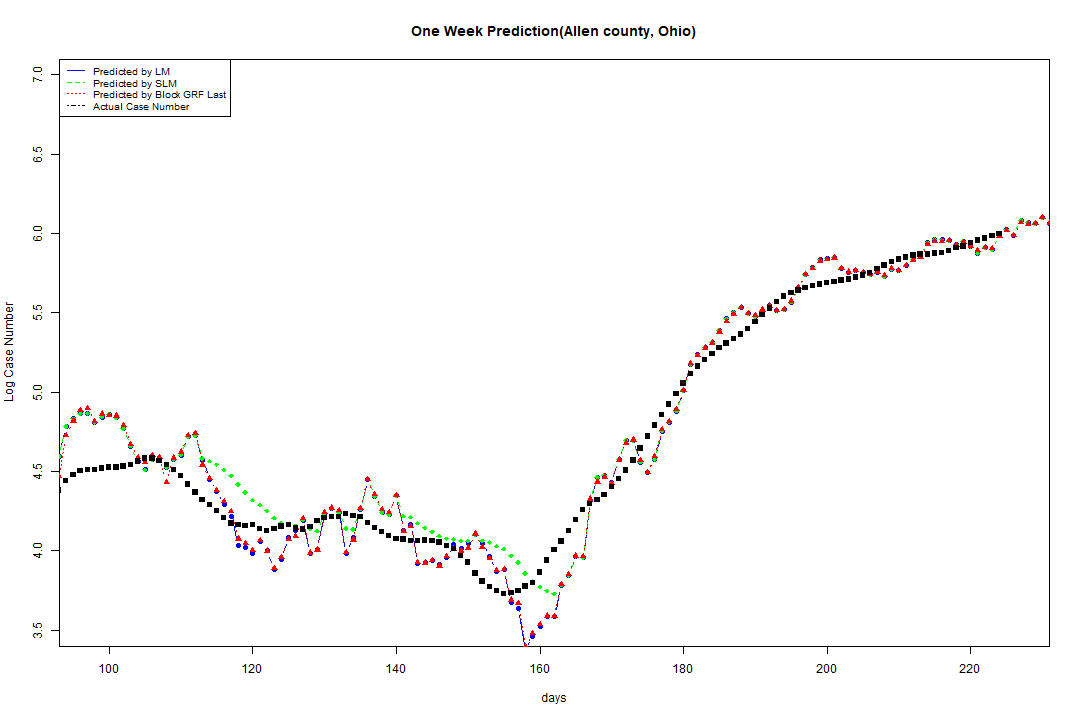 One Week Prediction(Allen county, Ohio)
Predicted by LM
Predicted by SLM
Predicted by Block GRF Last
Actual Case Number
7.0
6.5
6.0
5.5
5.0
4.5
4.0
3.5
Log Case Number
100 120 140 160 180 200 220
days